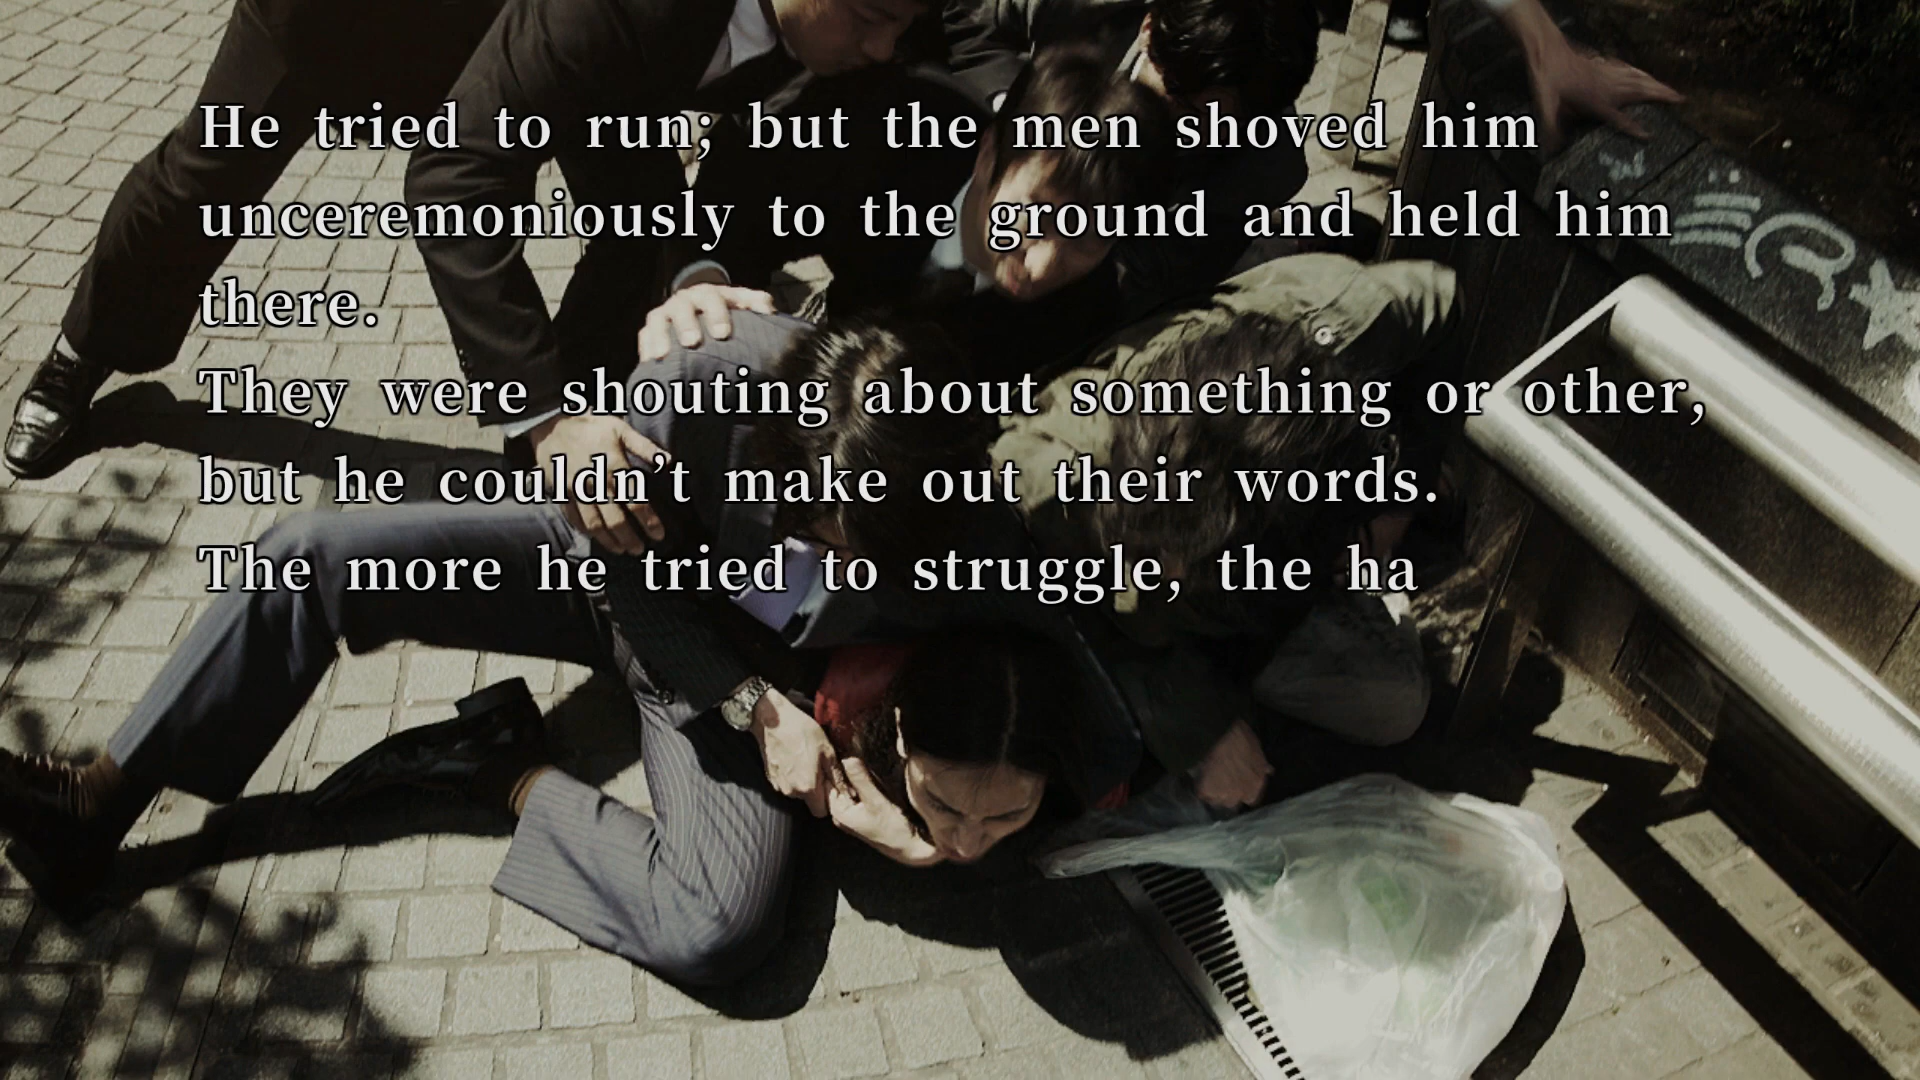 He tried to run; but the men shoved him
unceremoniously to the ground and held him
there.
They were shouting about something or other,
but he couldn’t make out their words.
The more he tried to struggle, the ha